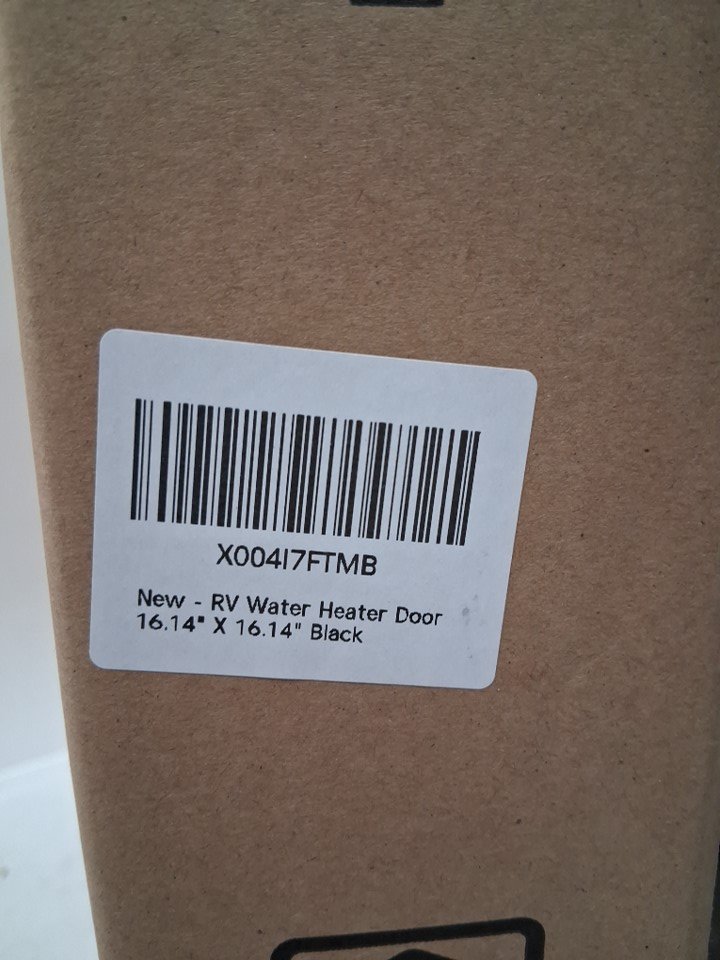 X004I7FTMB
New - RV Water Heater Door
16.14" X 16.14" Black